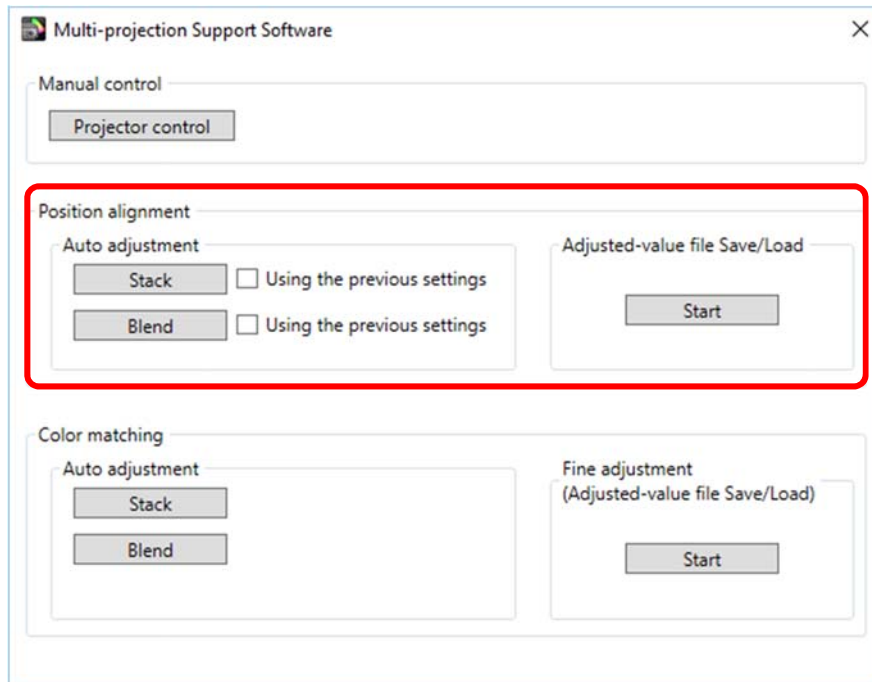 Multi-projection Support Software
Manual control
Projector control
Position alignment
Auto adjustment
Stack
Using the previous settings
Blend
Using the previous settings
Adjusted-value file Save/Load
Start
Color matching
Auto adjustment
Stack
Blend
Fine adjustment
(Adjusted-value file Save/Load)
Start